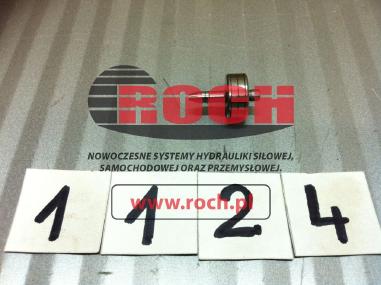 ROCH
NOWOCZESNE SYSTEMY HYDRAULIKI SIŁOWEJ,
SAMOCHODOWEJ ORAZ PRZEMYSŁOWEJ.
www.roch.pl
1 1 2. 4